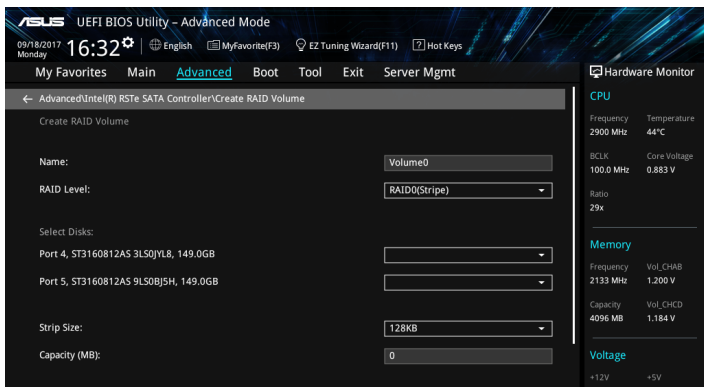 ASUS UEFI BIOS Utility – Advanced Mode
09/18/2017 Monday 16:32 English MyFavorite(F3) EZ Tuning Wizard(F11) ? Hot Keys
My Favorites Main Advanced Boot Tool Exit Server Mgmt
← Advanced\Intel(R) RSTe SATA Controller\Create RAID Volume
Create RAID Volume
Name: Volume0
RAID Level: RAID0(Stripe)
Select Disks:
Port 4, ST3160812AS 3LS0JYL8, 149.0GB
Port 5, ST3160812AS 9LS0BJ5H, 149.0GB
Strip Size: 128KB
Capacity (MB): 0
Hardware Monitor
CPU
Frequency Temperature
2900 MHz 44°C
BCLK Core Voltage
100.0 MHz 0.883 V
Ratio
29x
Memory
Frequency Vol_CHAB
2133 MHz 1.200 V
Capacity Vol_CHCD
4096 MB 1.184 V
Voltage
+12V +5V